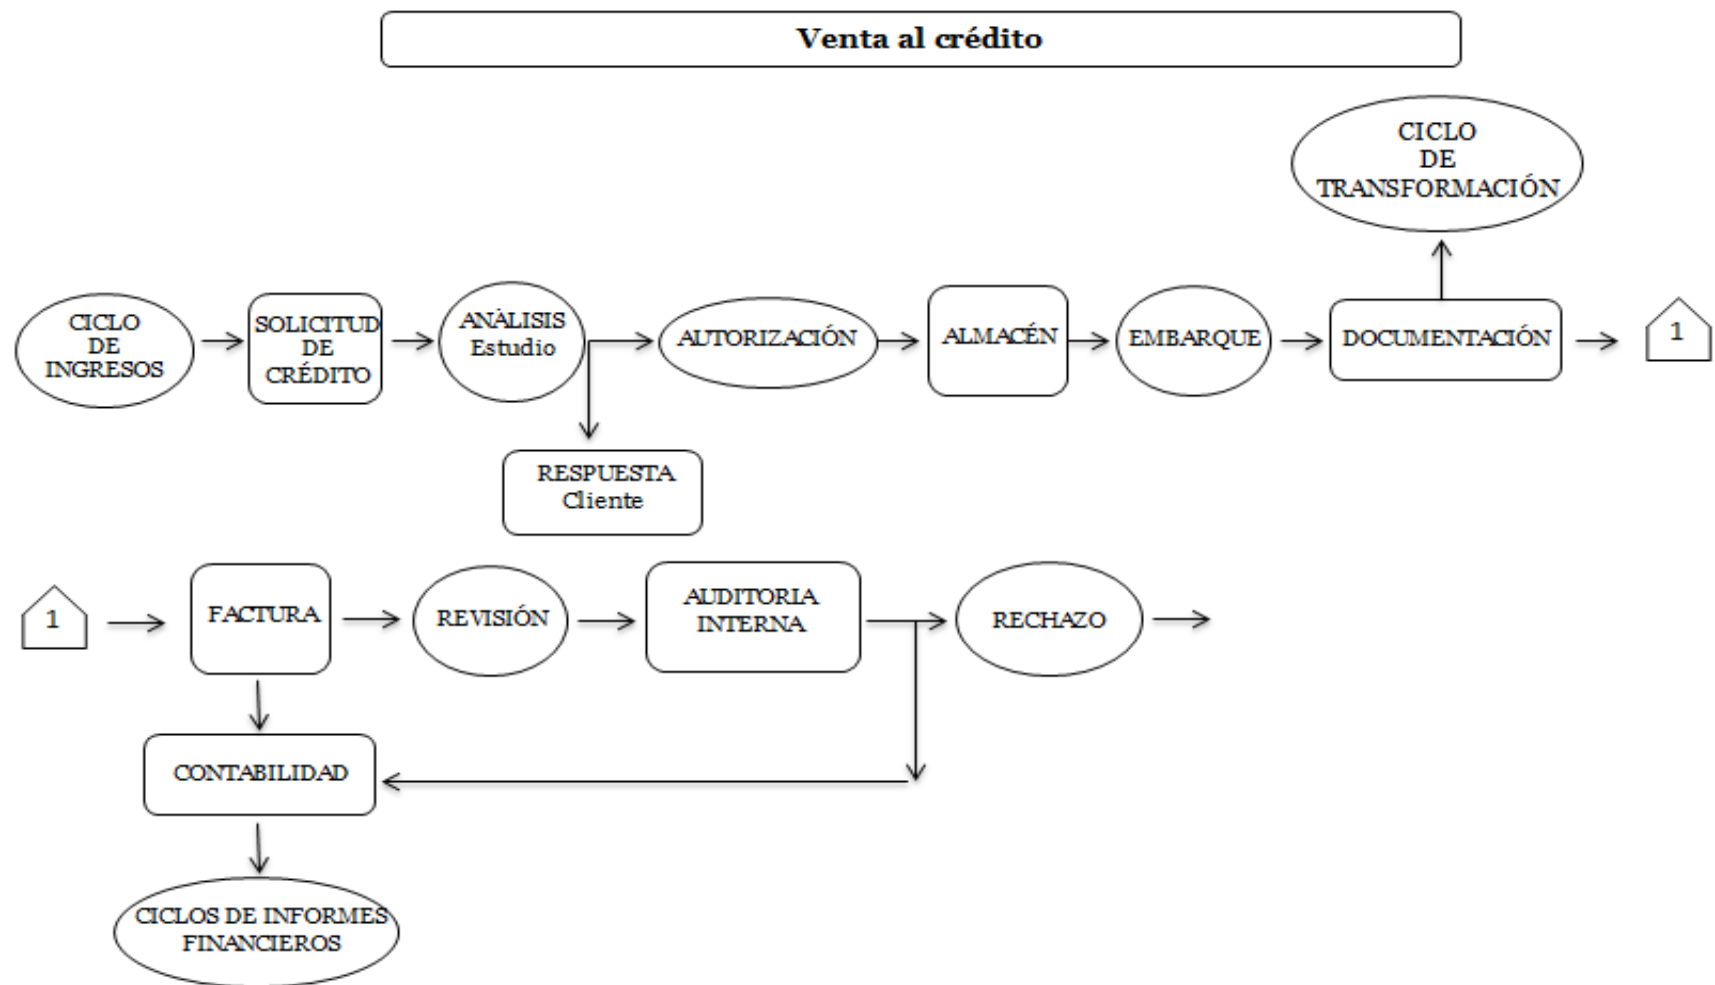 Venta al crédito
CICLO
DE
TRANSFORMACIÓN
CICLO
DE
INGRESOS
SOLICITUD
DE
CRÉDITO
ANÀLISIS
Estudio
AUTORIZACIÓN
ALMACÉN
EMBARQUE
DOCUMENTACIÓN
1
RESPUESTA
Cliente
1
FACTURA
REVISIÓN
AUDITORIA
INTERNA
RECHAZO
CONTABILIDAD
CICLOS DE INFORMES
FINANCIEROS